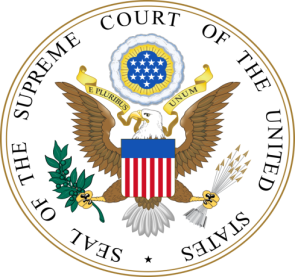 SEAL OF THE SUPREME COURT OF THE UNITED STATES
E PLURIBUS
UNUM